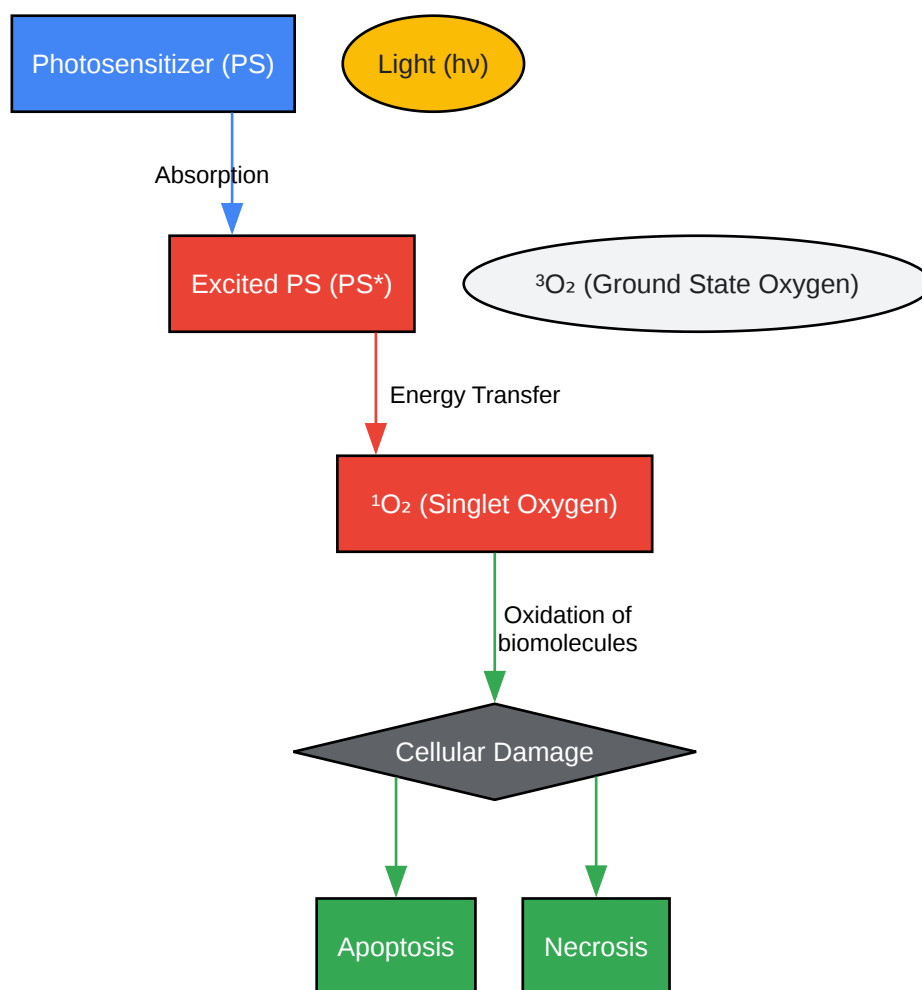 Photosensitizer (PS)
Light (hν)
Absorption
Excited PS (PS*)
³O₂ (Ground State Oxygen)
Energy Transfer
¹O₂ (Singlet Oxygen)
Oxidation of
biomolecules
Cellular Damage
Apoptosis
Necrosis